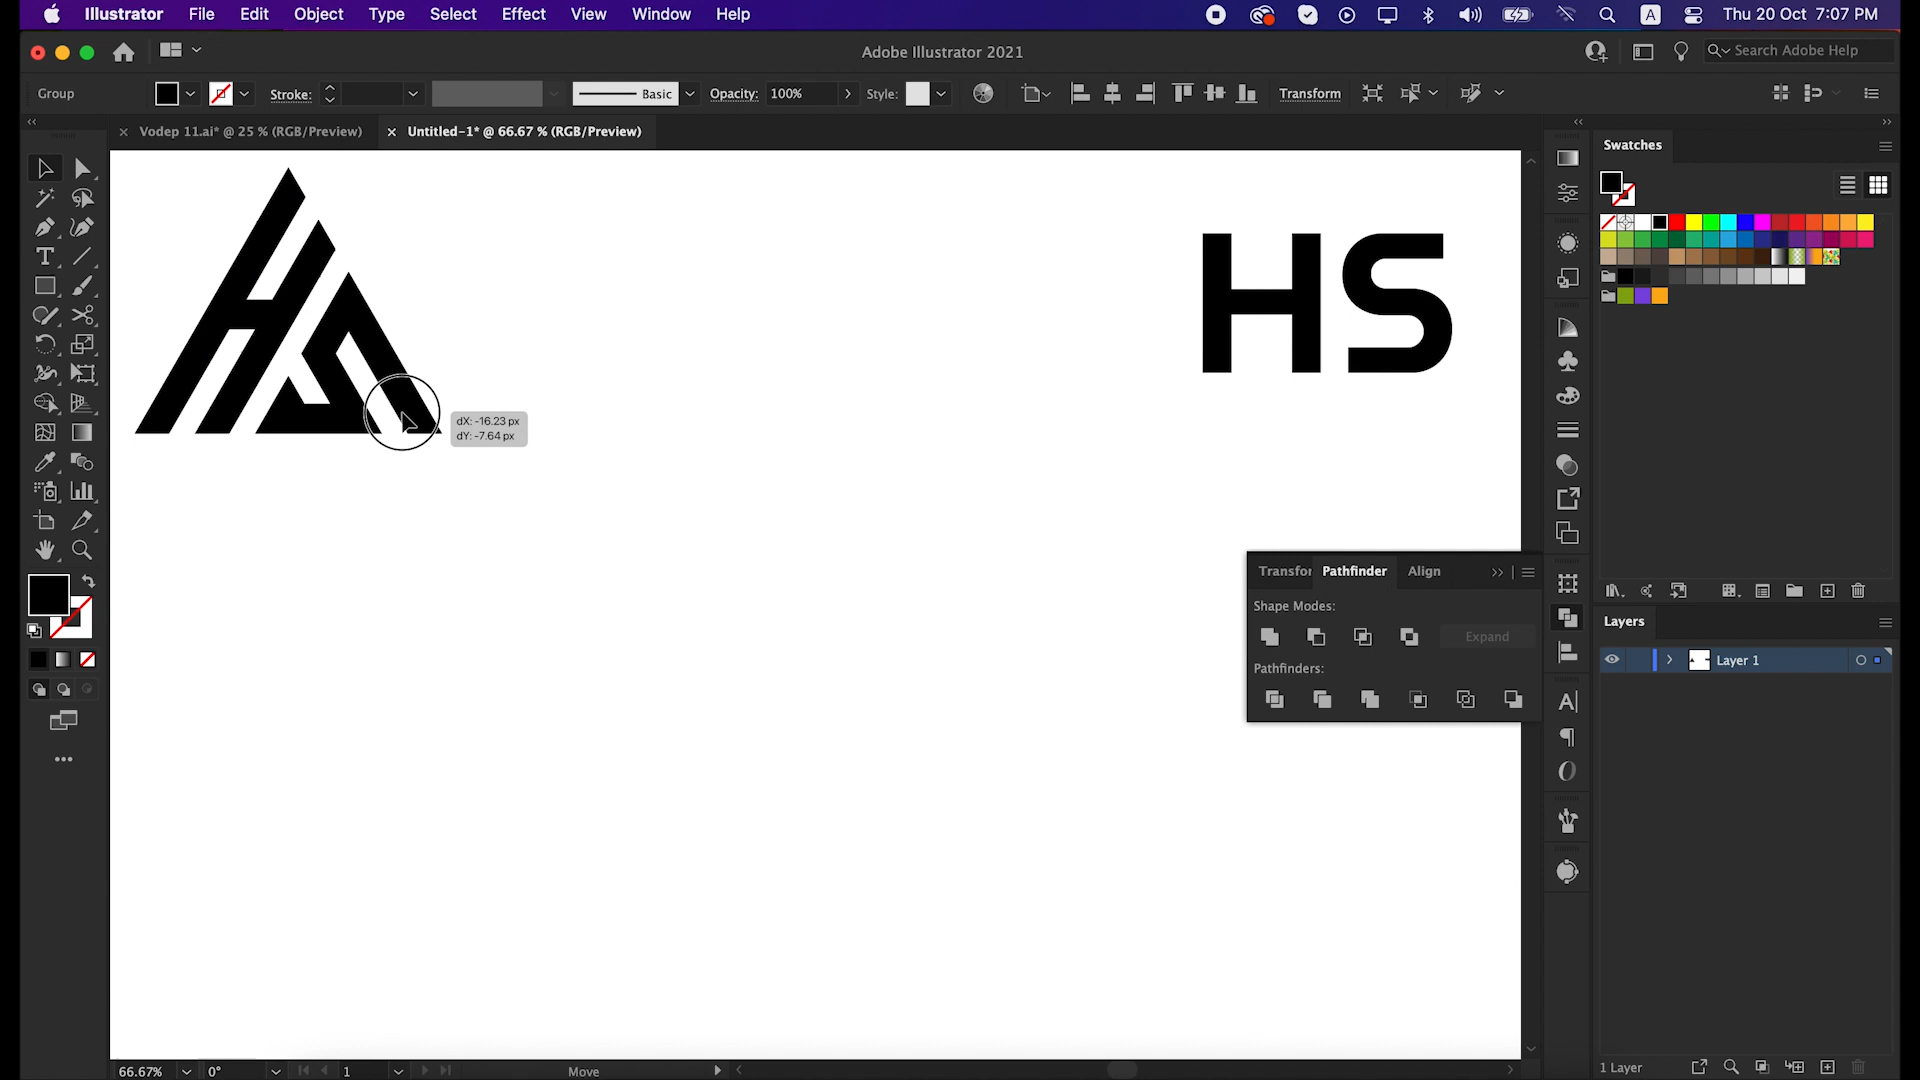 Illustrator File Edit Object Type Select Effect View Window Help
A Thu 20 Oct 7:07 PM
Adobe Illustrator 2021
Search Adobe Help
Group Stroke: Basic Opacity: 100% Style: Transform
Vodep 11.ai* @ 25 % (RGB/Preview)
Untitled-1* @ 66.67 % (RGB/Preview)
Swatches
HS
HS
dX: -16.23 px
dY: -7.64 px
Transfor Pathfinder Align
Shape Modes:
Expand
Pathfinders:
Layers
Layer 1
1 Layer
66.67% 0° 1 Move